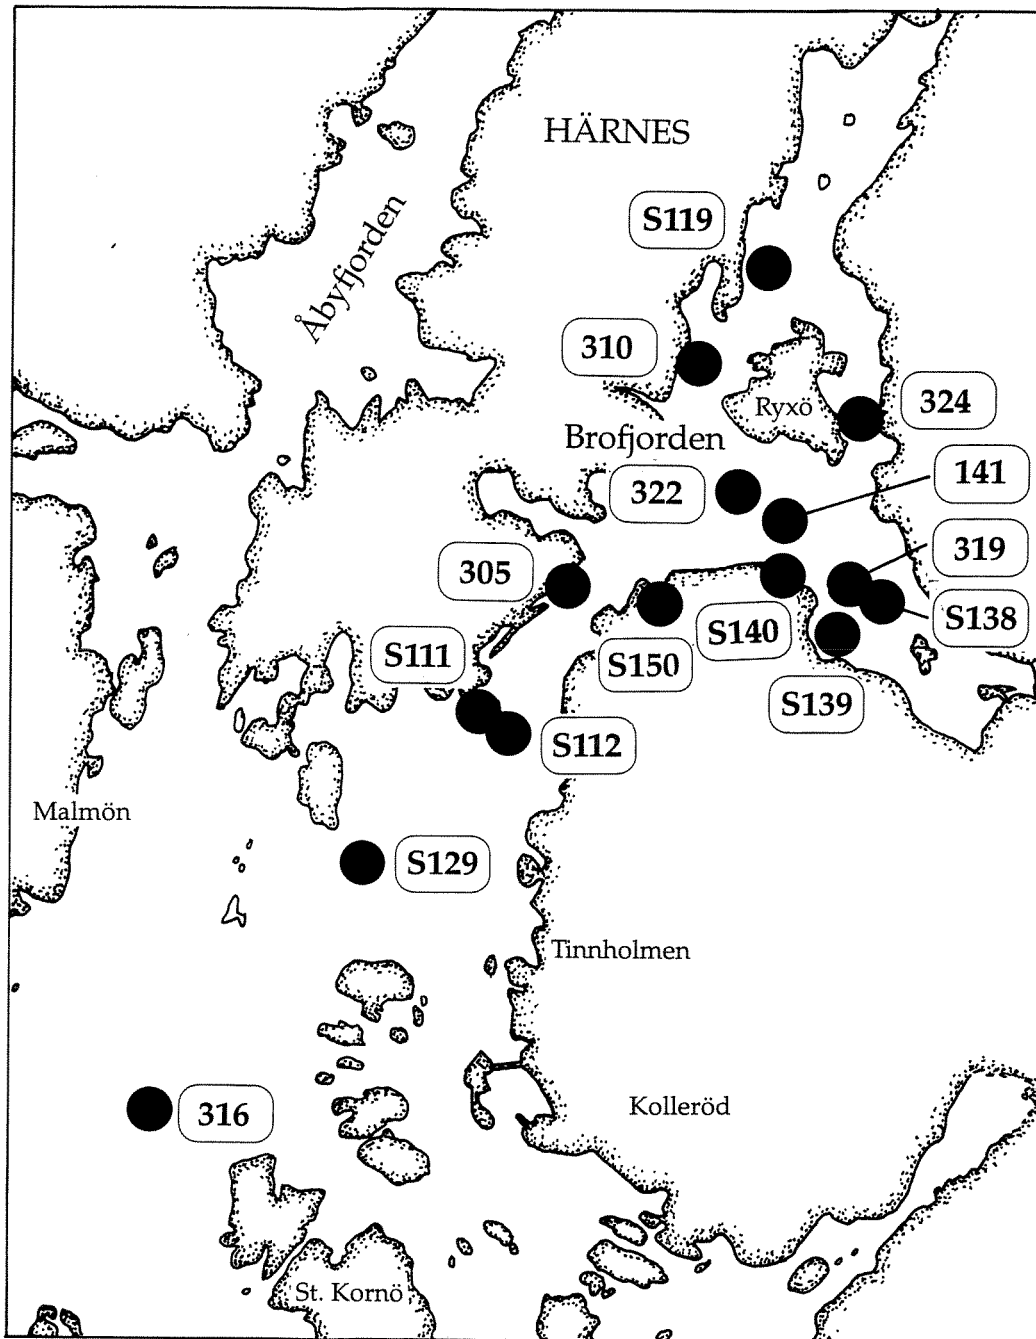 HÄRNES
S119
Åbyfjorden
310
324
Ryxö
Brofjorden
141
322
319
305
S138
S140
S111
S150
S139
S112
Malmön
S129
Tinnholmen
316
Kolleröd
St. Kornö